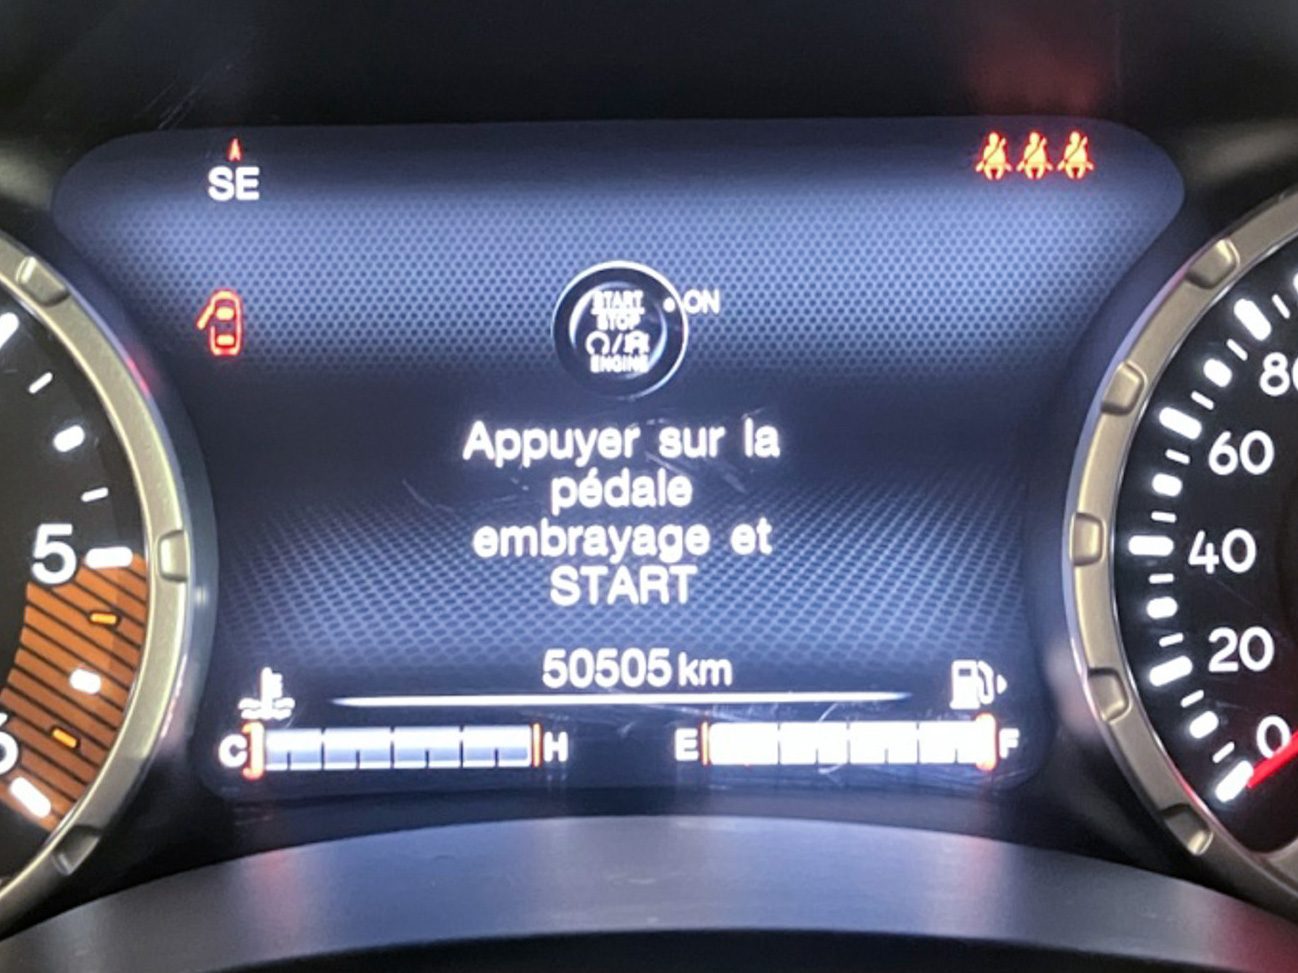 SE
START
STOP
ENGINE
ON
Appuyer sur la
pédale
embrayage et
START
50505 km
C H E F
5
80
60
40
20
0